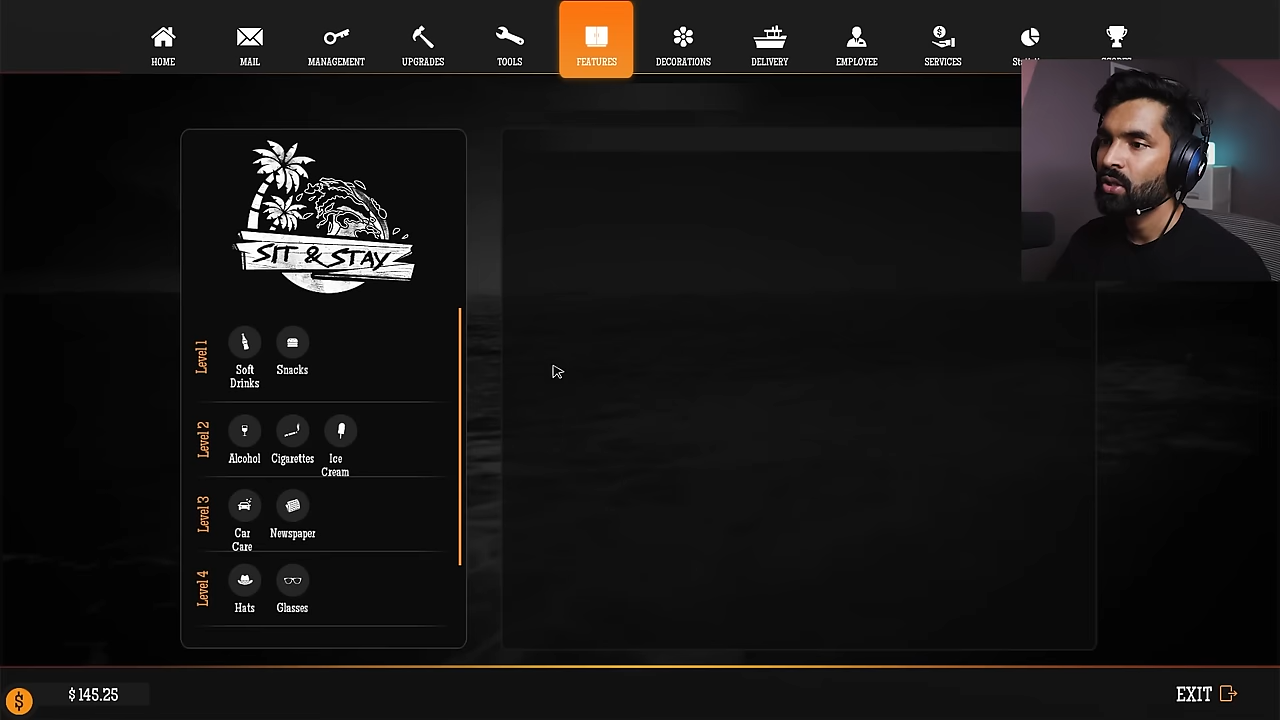 HOME
MAIL
MANAGEMENT
UPGRADES
TOOLS
FEATURES
DECORATIONS
DELIVERY
EMPLOYEE
SERVICES
SIT & STAY
Level 1
Soft
Drinks
Snacks
Level 2
Alcohol
Cigarettes
Ice
Cream
Level 3
Car
Care
Newspaper
Level 4
Hats
Glasses
$
$ 145.25
EXIT